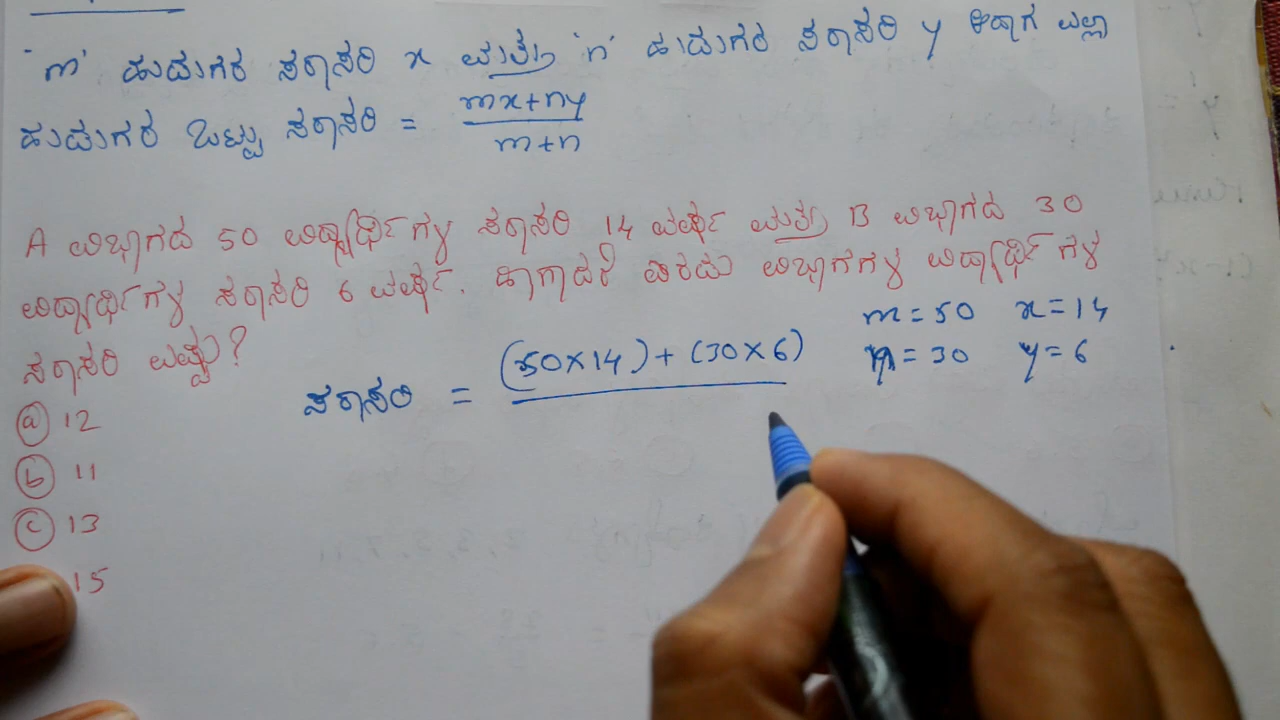 'm' ಹುಡುಗರ ಸರಾಸರಿ x ಮತ್ತು 'n' ಹುಡುಗರ ಸರಾಸರಿ y ಆದಾಗ ಎಲ್ಲಾ
ಹುಡುಗರ ಒಟ್ಟು ಸರಾಸರಿ = mx+ny
m+n
A ವಿಭಾಗದ 50 ವಿದ್ಯಾರ್ಥಿಗಳ ಸರಾಸರಿ 14 ವರ್ಷ ಮತ್ತು B ವಿಭಾಗದ 30
ವಿದ್ಯಾರ್ಥಿಗಳ ಸರಾಸರಿ 6 ವರ್ಷ. ಹಾಗಾದರೆ ಎರಡು ವಿಭಾಗಗಳ ವಿದ್ಯಾರ್ಥಿಗಳ
ಸರಾಸರಿ ಎಷ್ಟು?
m=50 x=14
n=30 y=6
ಸರಾಸರಿ = (50×14)+(30×6)
a 12
b 11
c 13
15